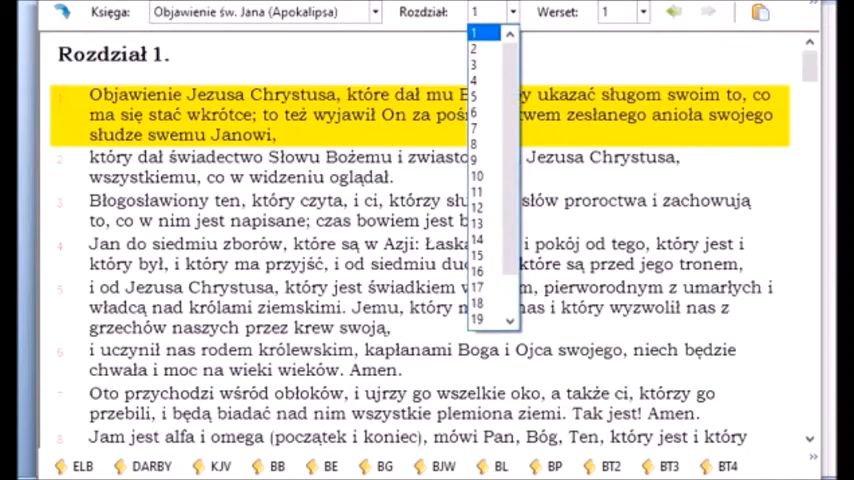 Księga: Objawienie św. Jana (Apokalipsa) Rozdział: 1 Werset: 1
Rozdział 1.
1 Objawienie Jezusa Chrystusa, które dał mu B y ukazać sługom swoim to, co
ma się stać wkrótce; to też wyjawił On za poś twem zesłanego anioła swojego
słudze swemu Janowi,
2 który dał świadectwo Słowu Bożemu i zwiasto Jezusa Chrystusa,
wszystkiemu, co w widzeniu oglądał.
3 Błogosławiony ten, który czyta, i ci, którzy słu słów proroctwa i zachowują
to, co w nim jest napisane; czas bowiem jest b
4 Jan do siedmiu zborów, które są w Azji: Łaska i pokój od tego, który jest i
który był, i który ma przyjść, i od siedmiu duc które są przed jego tronem,
5 i od Jezusa Chrystusa, który jest świadkiem w m, pierworodnym z umarłych i
władcą nad królami ziemskimi. Jemu, który n nas i który wyzwolił nas z
grzechów naszych przez krew swoją,
6 i uczynił nas rodem królewskim, kapłanami Boga i Ojca swojego, niech będzie
chwała i moc na wieki wieków. Amen.
7 Oto przychodzi wśród obłoków, i ujrzy go wszelkie oko, a także ci, którzy go
przebili, i będą biadać nad nim wszystkie plemiona ziemi. Tak jest! Amen.
8 Jam jest alfa i omega (początek i koniec), mówi Pan, Bóg, Ten, który jest i który
1
2
3
4
5
6
7
8
9
10
11
12
13
14
15
16
17
18
19
ELB DARBY KJV BB BE BG BJW BL BP BT2 BT3 BT4